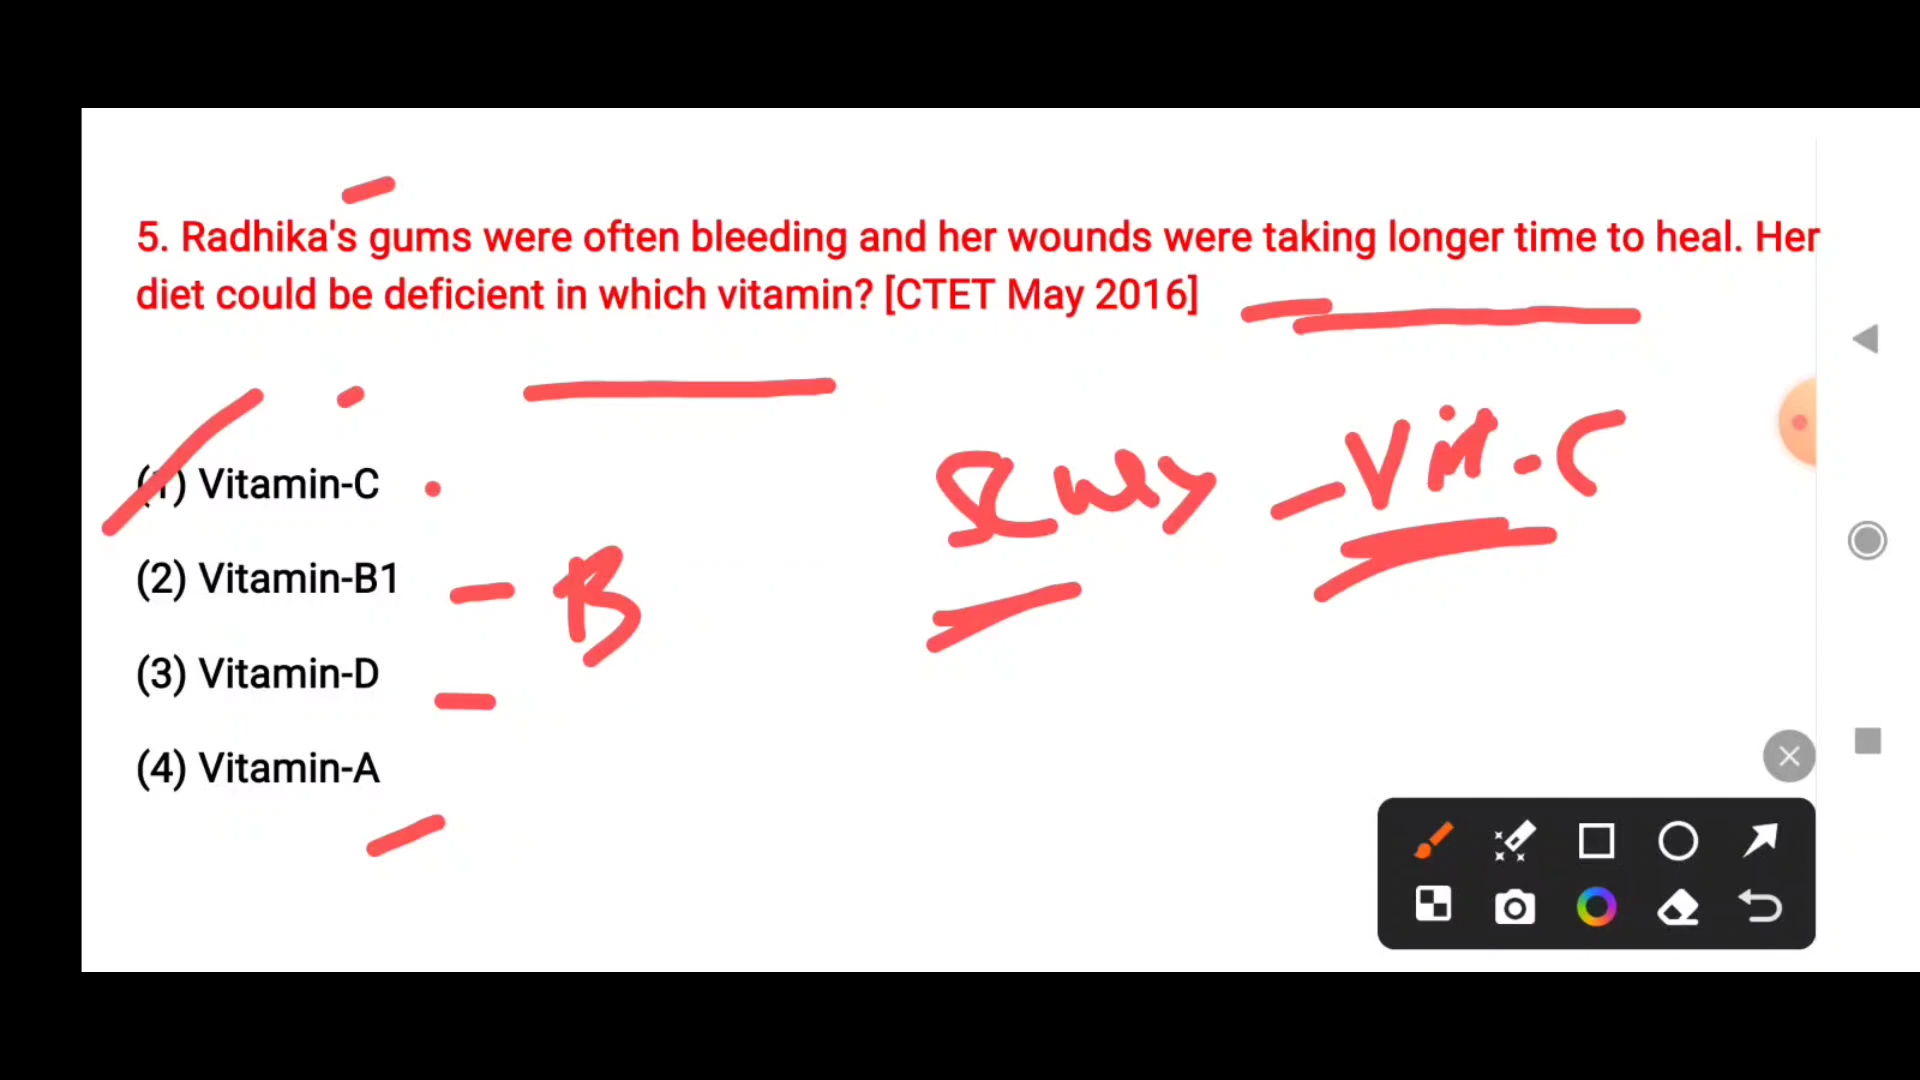 5. Radhika's gums were often bleeding and her wounds were taking longer time to heal. Her
diet could be deficient in which vitamin? [CTET May 2016]
(1) Vitamin-C
(2) Vitamin-B1 - B
(3) Vitamin-D
(4) Vitamin-A
- Vit. - C